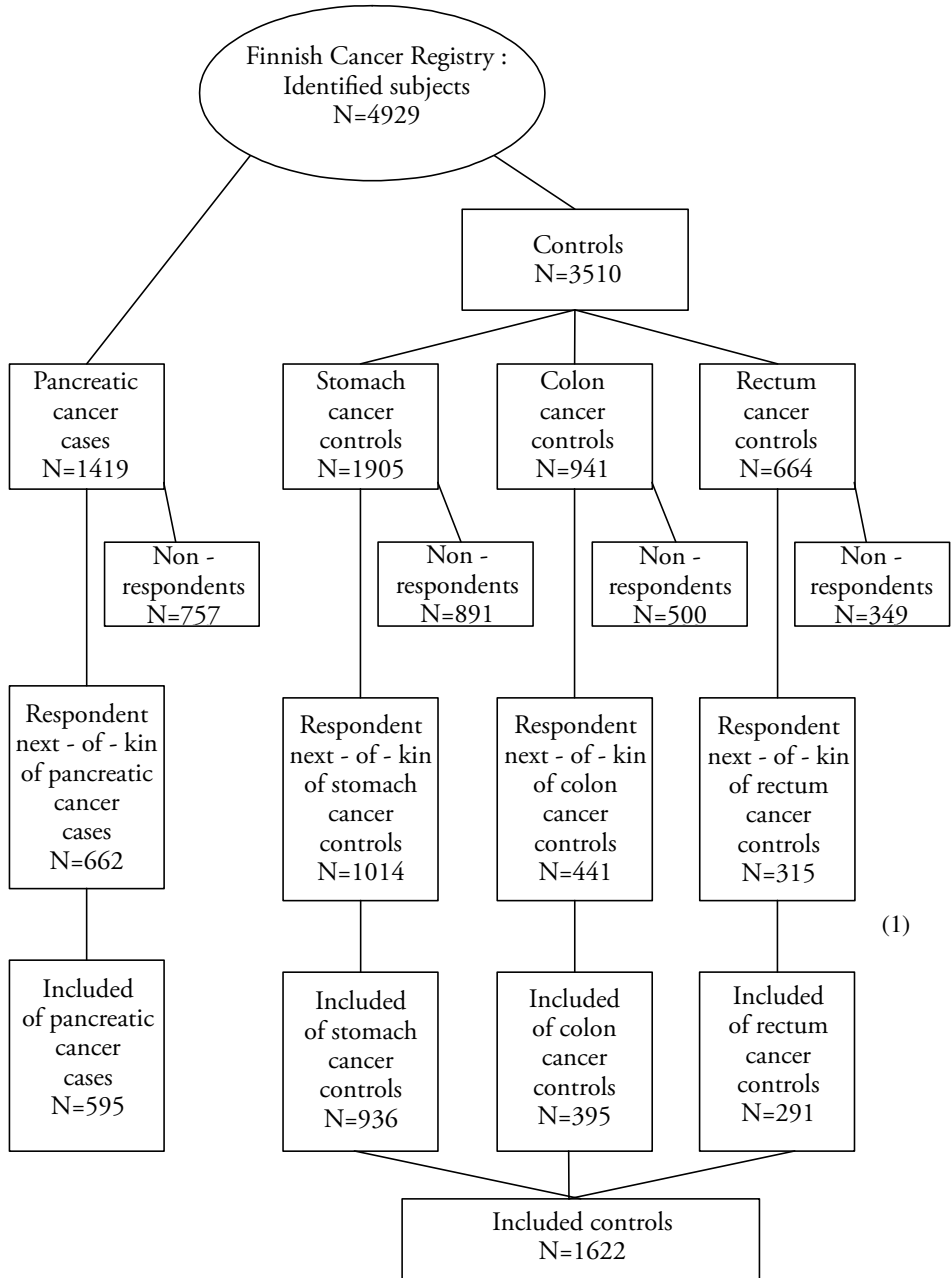 Finnish Cancer Registry :
Identified subjects
N=4929
Controls
N=3510
Pancreatic
cancer
cases
N=1419
Stomach
cancer
controls
N=1905
Colon
cancer
controls
N=941
Rectum
cancer
controls
N=664
Non -
respondents
N=757
Non -
respondents
N=891
Non -
respondents
N=500
Non -
respondents
N=349
Respondent
next - of - kin
of pancreatic
cancer
cases
N=662
Respondent
next - of - kin
of stomach
cancer
controls
N=1014
Respondent
next - of - kin
of colon
cancer
controls
N=441
Respondent
next - of - kin
of rectum
cancer
controls
N=315
(1)
Included
of pancreatic
cancer
cases
N=595
Included
of stomach
cancer
controls
N=936
Included
of colon
cancer
controls
N=395
Included
of rectum
cancer
controls
N=291
Included controls
N=1622